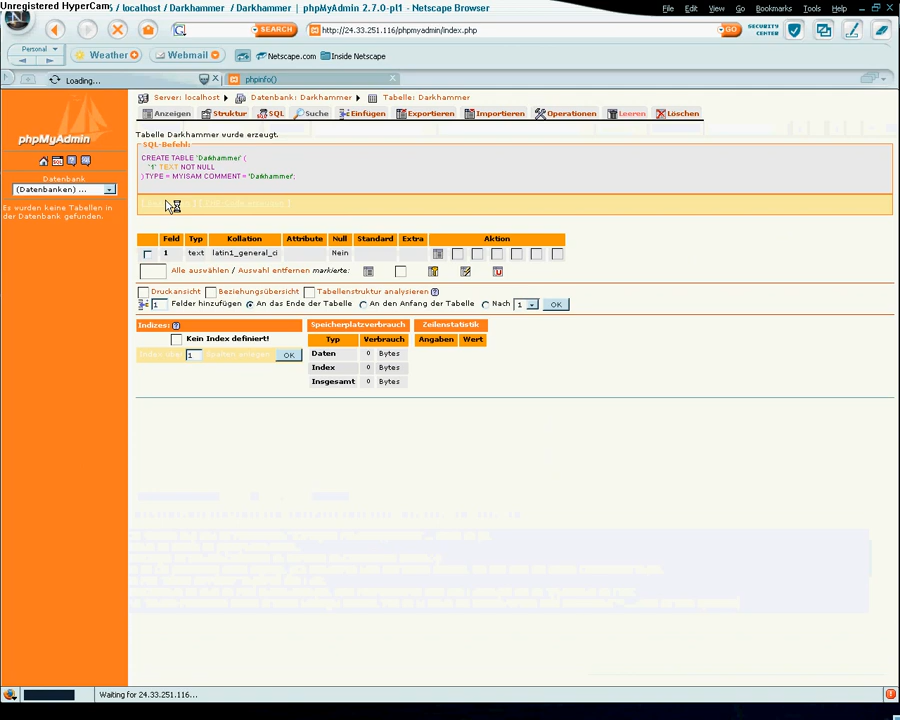 Unregistered HyperCam
/ localhost / Darkhammer / Darkhammer | phpMyAdmin 2.7.0-pl1 - Netscape Browser
File Edit View Go Bookmarks Tools Help
SEARCH
http://24.33.251.116/phpmyadmin/index.php
GO
SECURITY CENTER
Personal
Weather
Webmail
Netscape.com
Inside Netscape
Loading...
phpinfo()
phpMyAdmin
Datenbank
(Datenbanken) ...
Es wurden keine Tabellen in
der Datenbank gefunden.
Server: localhost Datenbank: Darkhammer Tabelle: Darkhammer
Anzeigen Struktur SQL Suche Einfügen Exportieren Importieren Operationen Leeren Löschen
Tabelle Darkhammer wurde erzeugt.
SQL-Befehl:
CREATE TABLE `Darkhammer` (
`1` TEXT NOT NULL
) TYPE = MYISAM COMMENT = 'Darkhammer';
Feld Typ Kollation Attribute Null Standard Extra Aktion
1 text latin1_general_ci Nein
Alle auswählen / Auswahl entfernen markierte:
Druckansicht Beziehungsübersicht Tabellenstruktur analysieren
1 Felder hinzufügen An das Ende der Tabelle An den Anfang der Tabelle Nach 1 OK
Indizes:
Kein Index definiert!
Index über 1 Spalten anlegen OK
Speicherplatzverbrauch
Typ Verbrauch
Daten 0 Bytes
Index 0 Bytes
Insgesamt 0 Bytes
Zeilenstatistik
Angaben Wert
Waiting for 24.33.251.116...